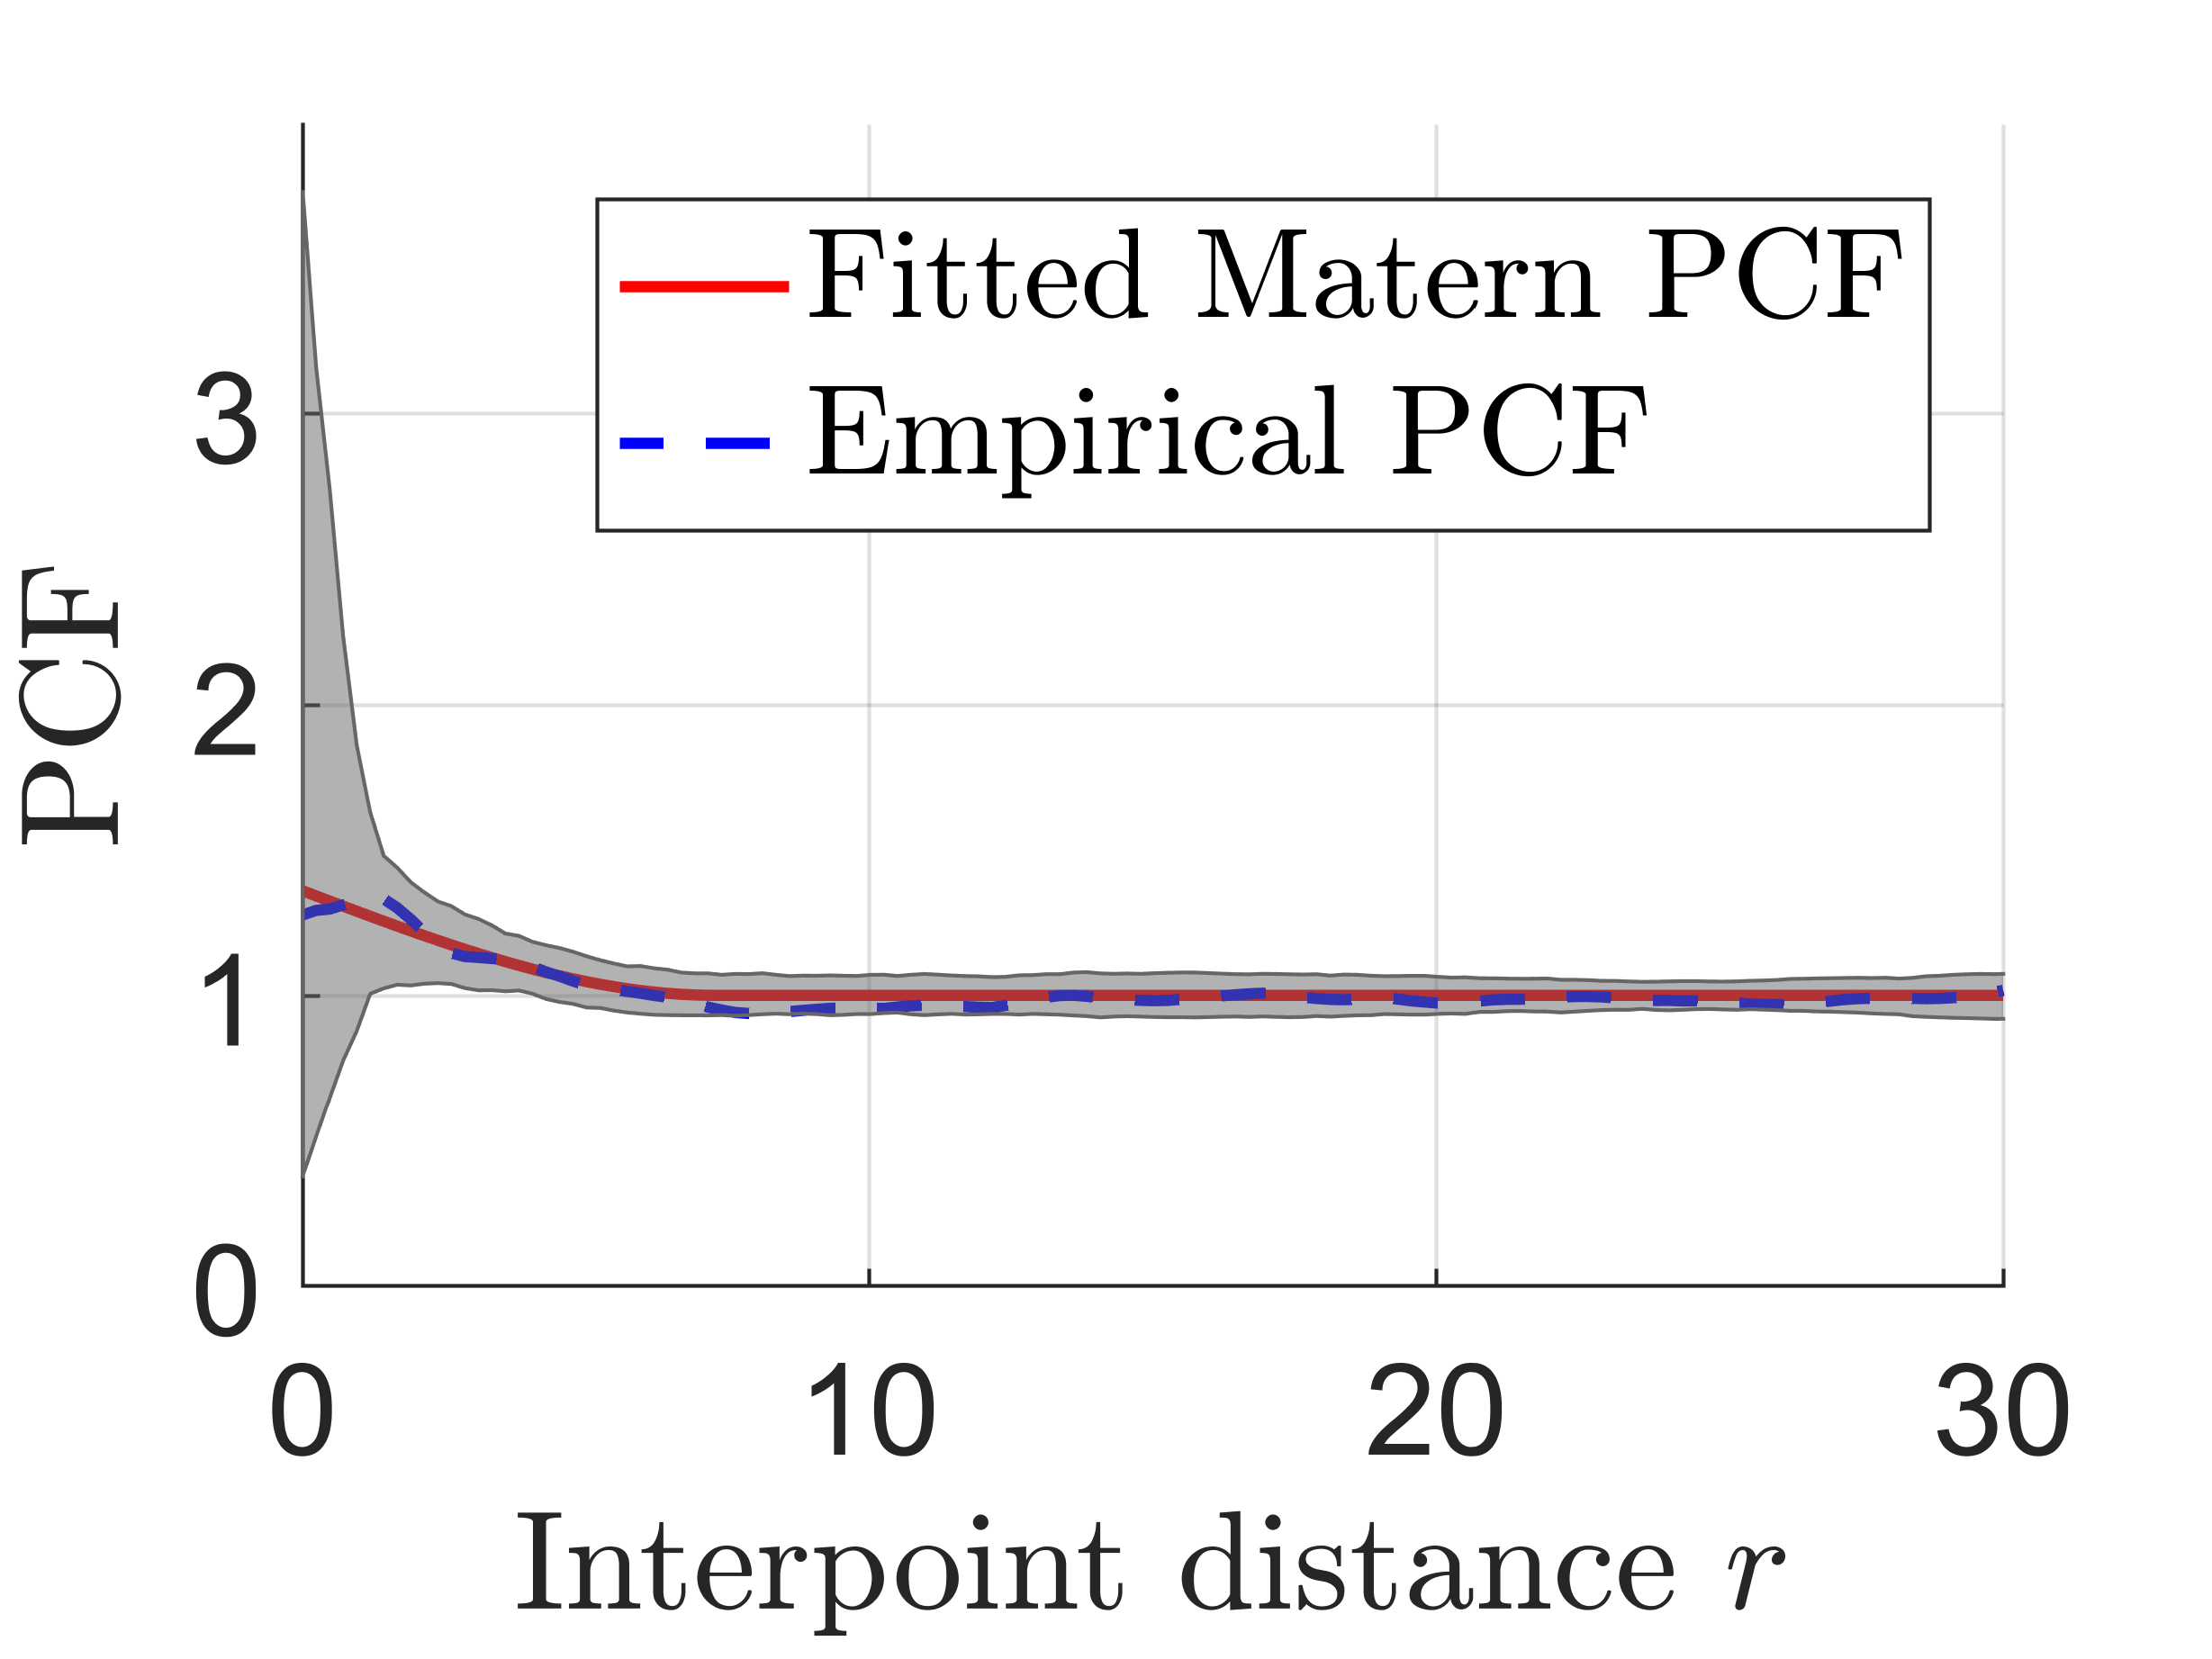 Fitted Matern PCF
Empirical PCF
PCF
3
2
1
0
0 10 20 30
Interpoint distance r